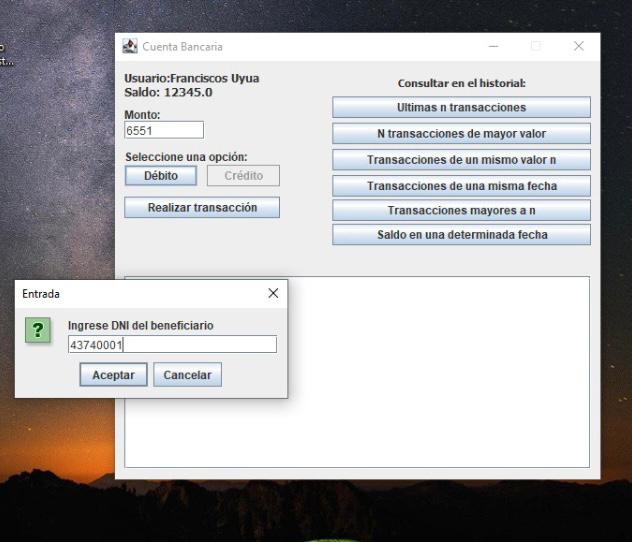 st...
Cuenta Bancaria
Usuario:Franciscos Uyua
Saldo: 12345.0
Monto:
6551
Seleccione una opción:
Débito
Crédito
Realizar transacción
Consultar en el historial:
Ultimas n transacciones
N transacciones de mayor valor
Transacciones de un mismo valor n
Transacciones de una misma fecha
Transacciones mayores a n
Saldo en una determinada fecha
Entrada
?
Ingrese DNI del beneficiario
43740001
Aceptar
Cancelar